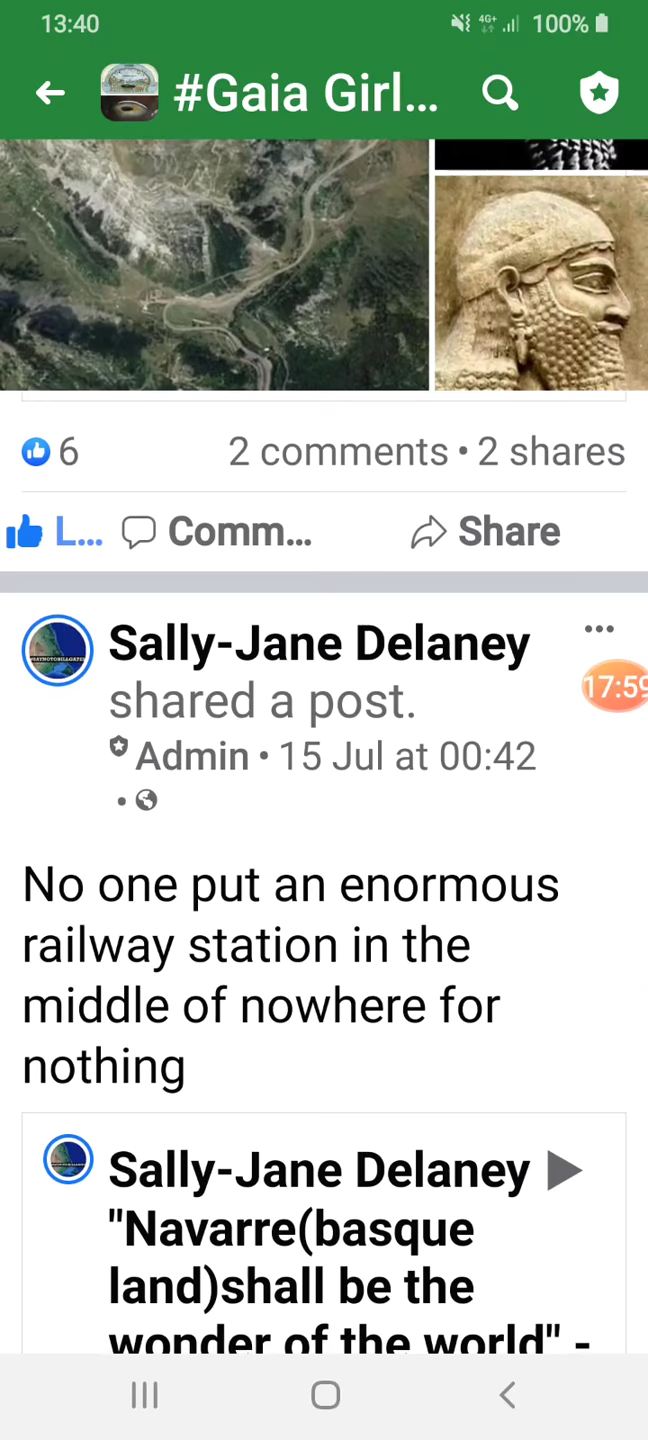 13:40 4G+ 100%
#Gaia Girl...
6 2 comments • 2 shares
L... Comm... Share
Sally-Jane Delaney
shared a post.
17:59
Admin • 15 Jul at 00:42
No one put an enormous
railway station in the
middle of nowhere for
nothing
Sally-Jane Delaney
"Navarre(basque
land)shall be the
wonder of the world" -